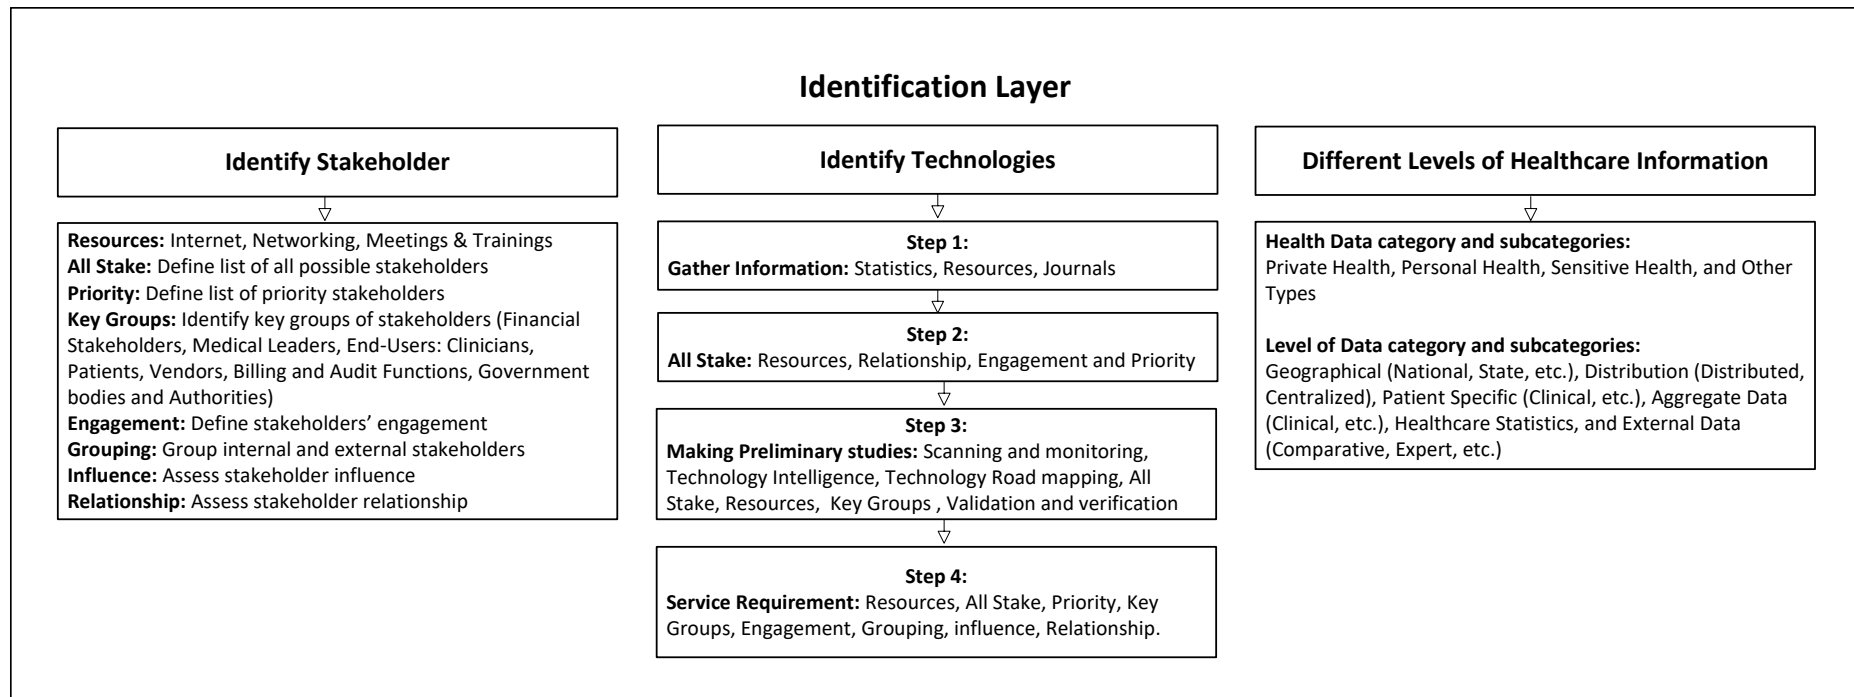 Identification Layer
Identify Stakeholder
Resources: Internet, Networking, Meetings & Trainings
All Stake: Define list of all possible stakeholders
Priority: Define list of priority stakeholders
Key Groups: Identify key groups of stakeholders (Financial
Stakeholders, Medical Leaders, End-Users: Clinicians,
Patients, Vendors, Billing and Audit Functions, Government
bodies and Authorities)
Engagement: Define stakeholders’ engagement
Grouping: Group internal and external stakeholders
Influence: Assess stakeholder influence
Relationship: Assess stakeholder relationship
Identify Technologies
Step 1:
Gather Information: Statistics, Resources, Journals
Step 2:
All Stake: Resources, Relationship, Engagement and Priority
Step 3:
Making Preliminary studies: Scanning and monitoring,
Technology Intelligence, Technology Road mapping, All
Stake, Resources,  Key Groups , Validation and verification
Step 4:
Service Requirement: Resources, All Stake, Priority, Key
Groups, Engagement, Grouping, influence, Relationship.
Different Levels of Healthcare Information
Health Data category and subcategories:
Private Health, Personal Health, Sensitive Health, and Other
Types
Level of Data category and subcategories:
Geographical (National, State, etc.), Distribution (Distributed,
Centralized), Patient Specific (Clinical, etc.), Aggregate Data
(Clinical, etc.), Healthcare Statistics, and External Data
(Comparative, Expert, etc.)